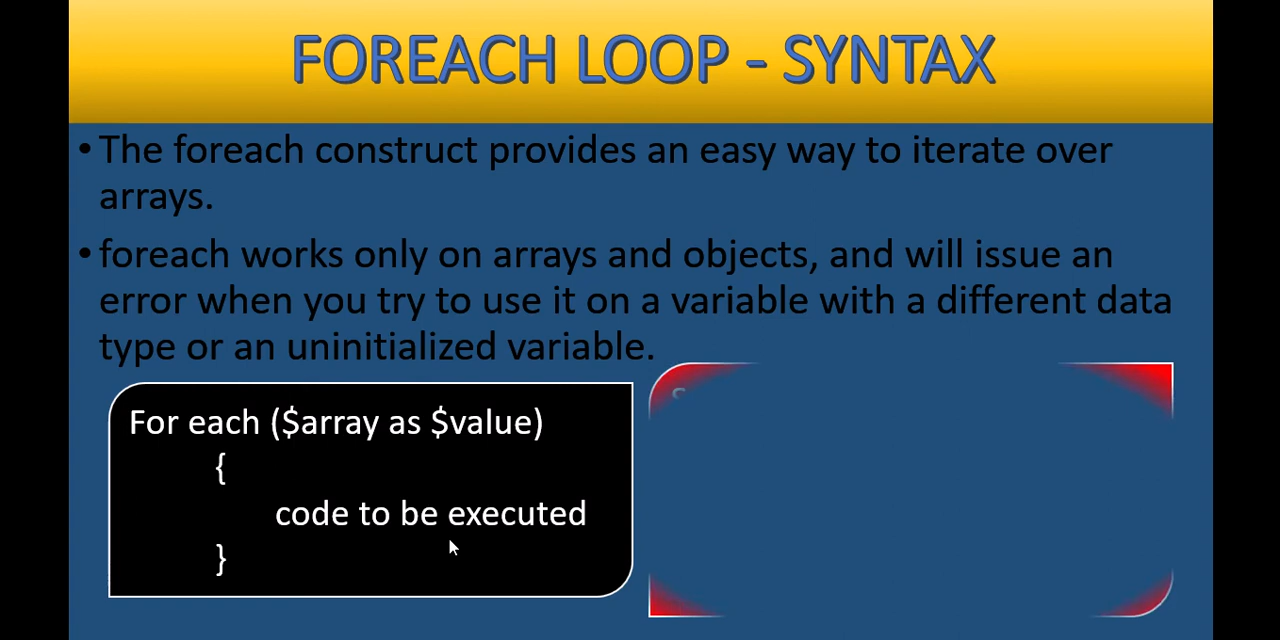 FOREACH LOOP - SYNTAX
• The foreach construct provides an easy way to iterate over
arrays.
• foreach works only on arrays and objects, and will issue an
error when you try to use it on a variable with a different data
type or an uninitialized variable.
For each ($array as $value)
{
code to be executed
}